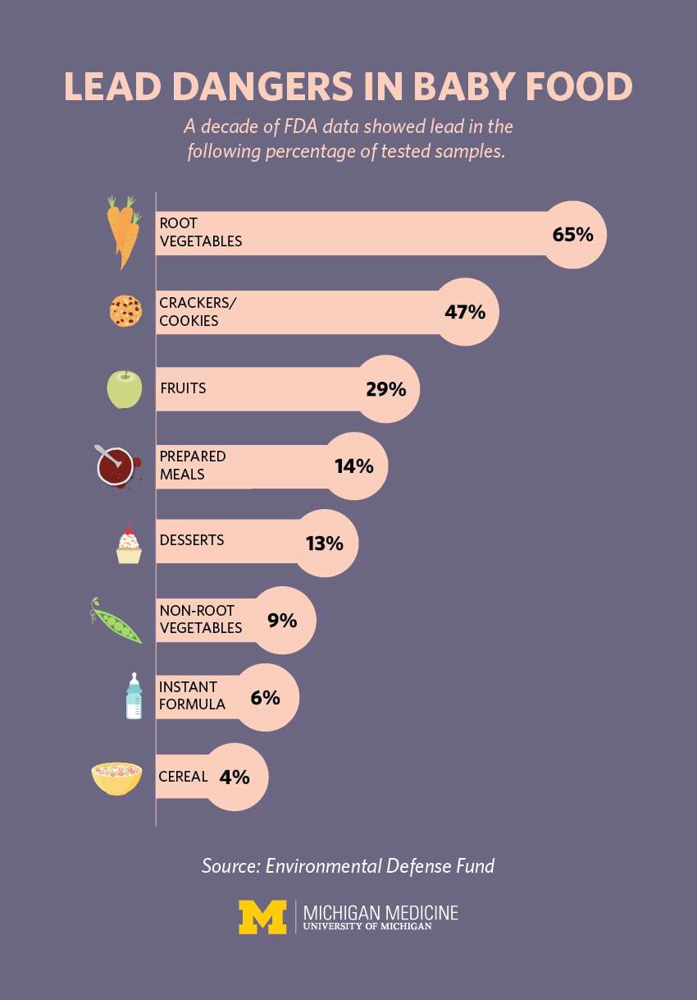 LEAD DANGERS IN BABY FOOD
A decade of FDA data showed lead in the
following percentage of tested samples.
ROOT
VEGETABLES
65%
CRACKERS/
COOKIES
47%
FRUITS
29%
PREPARED
MEALS
14%
DESSERTS
13%
NON-ROOT
VEGETABLES
9%
INSTANT
FORMULA
6%
CEREAL 4%
Source: Environmental Defense Fund
M
MICHIGAN MEDICINE
UNIVERSITY OF MICHIGAN